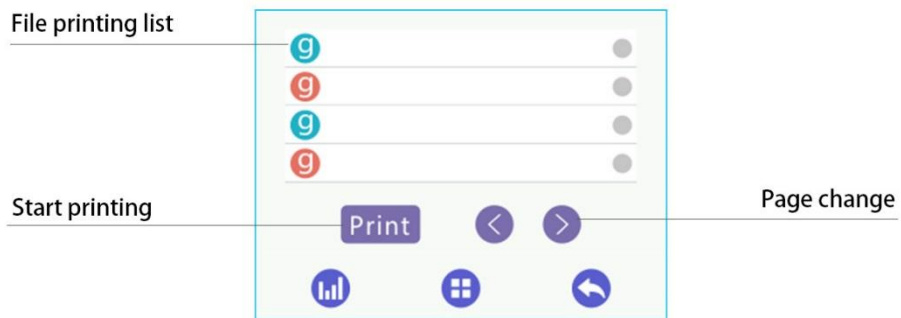 File printing list
g
g
g
g
Start printing
Print
Page change